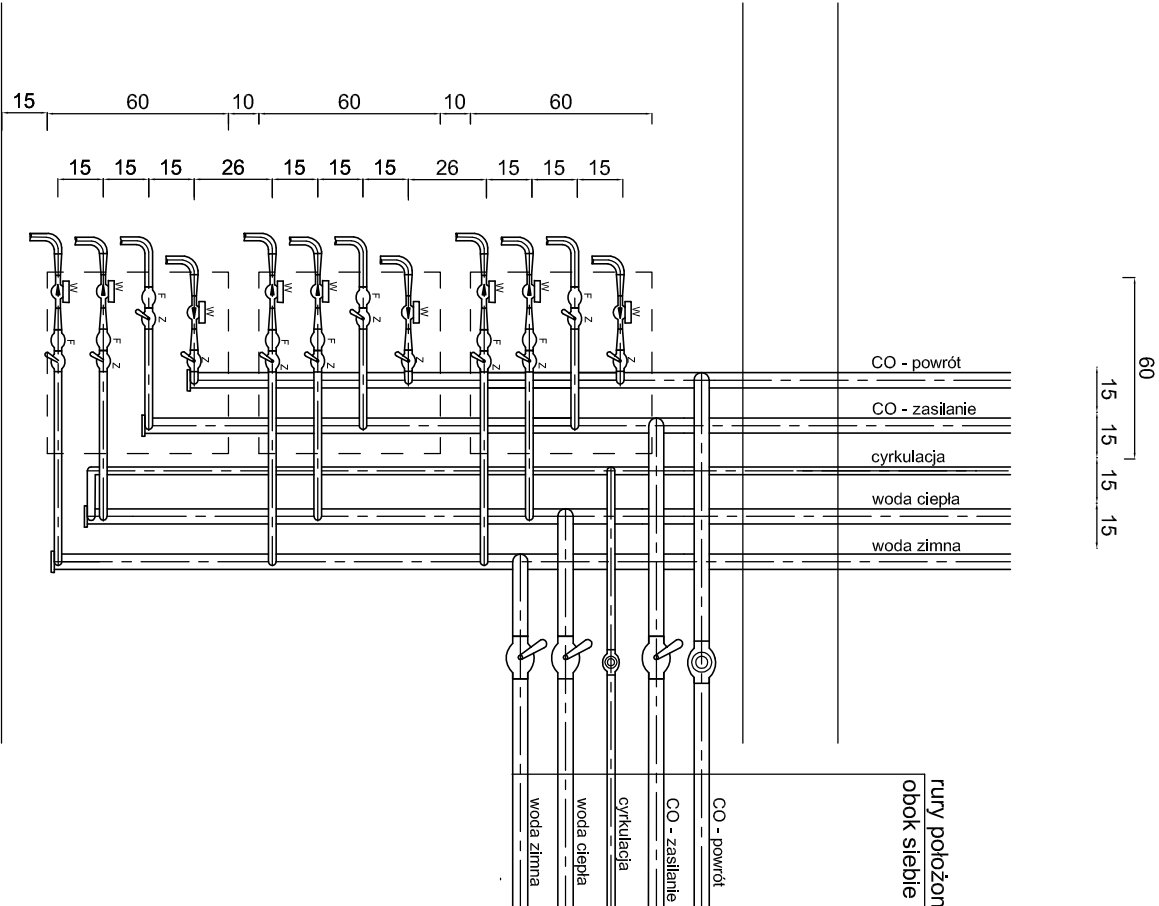 15 60 10 60 10 60
15 15 15 26 15 15 15 26 15 15 15
W W W W W W W W W
F F F F F F F F F
Z Z Z Z Z Z Z Z Z Z
60
15
15
15
15
CO - powrót
CO - zasilanie
cyrkulacja
woda ciepła
woda zimna
rury położon
obok siebie
CO - powrót
CO - zasilanie
cyrkulacja
woda ciepła
woda zimna